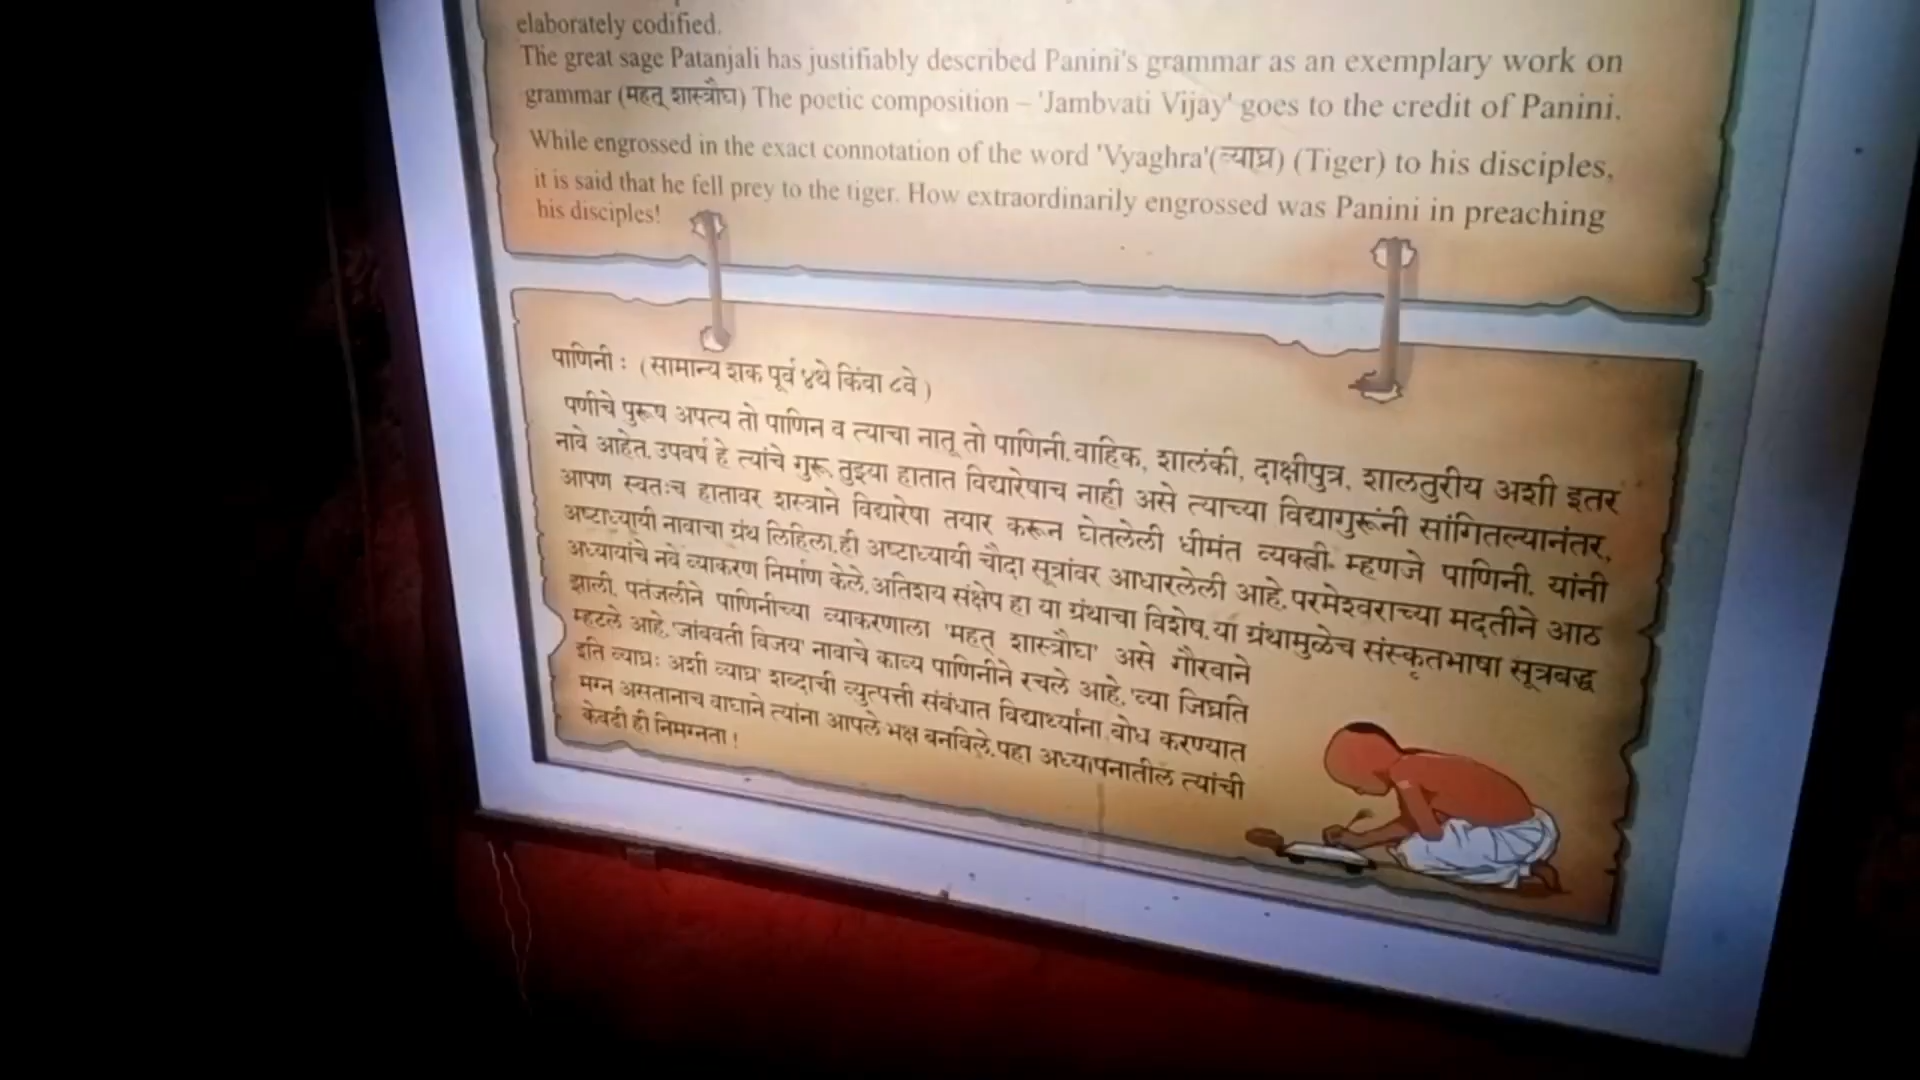 elaborately codified.
The great sage Patanjali has justifiably described Panini's grammar as an exemplary work on
grammar (महत् शास्त्रौघ) The poetic composition – 'Jambvati Vijay' goes to the credit of Panini.
While engrossed in the exact connotation of the word 'Vyaghra'(व्याघ्र) (Tiger) to his disciples,
it is said that he fell prey to the tiger. How extraordinarily engrossed was Panini in preaching
his disciples!
पाणिनी : (सामान्य शक पूर्व ४थे किंवा ८वे)
पणीचे पुरूष अपत्य तो पाणिन व त्याचा नातू तो पाणिनी.वाहिक, शालंकी, दाक्षीपुत्र, शालतुरीय अशी इतर
नावे आहेत. उपवर्ष हे त्यांचे गुरू तुझ्या हातात विद्यारेषाच नाही असे त्याच्या विद्यागुरूंनी सांगितल्यानंतर,
आपण स्वतःच हातावर शस्त्राने विद्यारेषा तयार करून घेतलेली धीमंत व्यक्ती म्हणजे पाणिनी. यांनी
अष्टाध्यायी नावाचा ग्रंथ लिहिला.ही अष्टाध्यायी चौदा सूत्रांवर आधारलेली आहे.परमेश्वराच्या मदतीने आठ
अध्यायांचे नवे व्याकरण निर्माण केले.अतिशय संक्षेप हा या ग्रंथाचा विशेष.या ग्रंथामुळेच संस्कृतभाषा सूत्रबद्ध
झाली. पतंजलीने पाणिनीच्या व्याकरणाला 'महत् शास्त्रौघ' असे गौरवाने
म्हटले आहे.'जांबवती विजय' नावाचे काव्य पाणिनीने रचले आहे.'व्या जिघ्रति
इति व्याघ्रः अशी व्याघ्र' शब्दाची व्युत्पत्ती संबंधात विद्यार्थ्यांना बोध करण्यात
मग्न असतानाच वाघाने त्यांना आपले भक्ष बनविले.पहा अध्यापनातील त्यांची
केवढी ही निमग्नता !